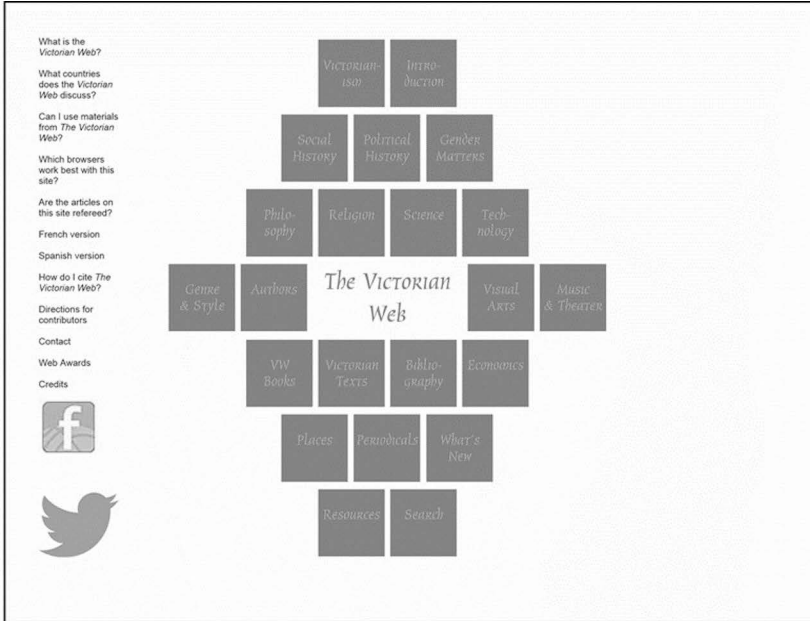 What is the
Victorian Web?
What countries
does the Victorian
Web discuss?
Can I use materials
from The Victorian
Web?
Which browsers
work best with this
site?
Are the articles on
this site refereed?
French version
Spanish version
How do I cite The
Victorian Web?
Directions for
contributors
Contact
Web Awards
Credits
f
Victorian-
ism
Intro-
duction
Social
History
Political
History
Gender
Matters
Philo-
sophy
Religion
Science
Tech-
nology
Genre
& Style
Authors
The Victorian
Web
Visual
Arts
Music
& Theater
VW
Books
Victorian
Texts
Biblio-
graphy
Economics
Places
Periodicals
What's
New
Resources
Search